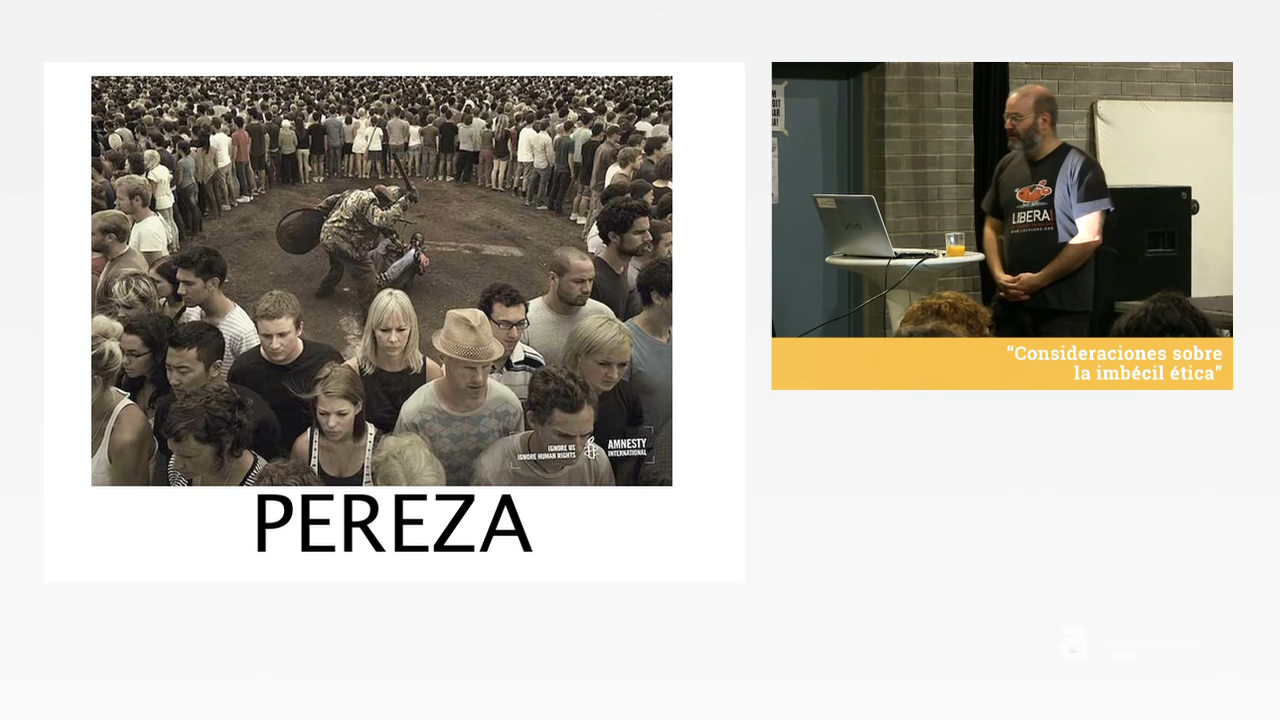 IGNORE US
IGNORE HUMAN RIGHTS
AMNESTY
INTERNATIONAL
PEREZA
VAIO
LIBERA!
“Consideraciones sobre
la imbécil ética”